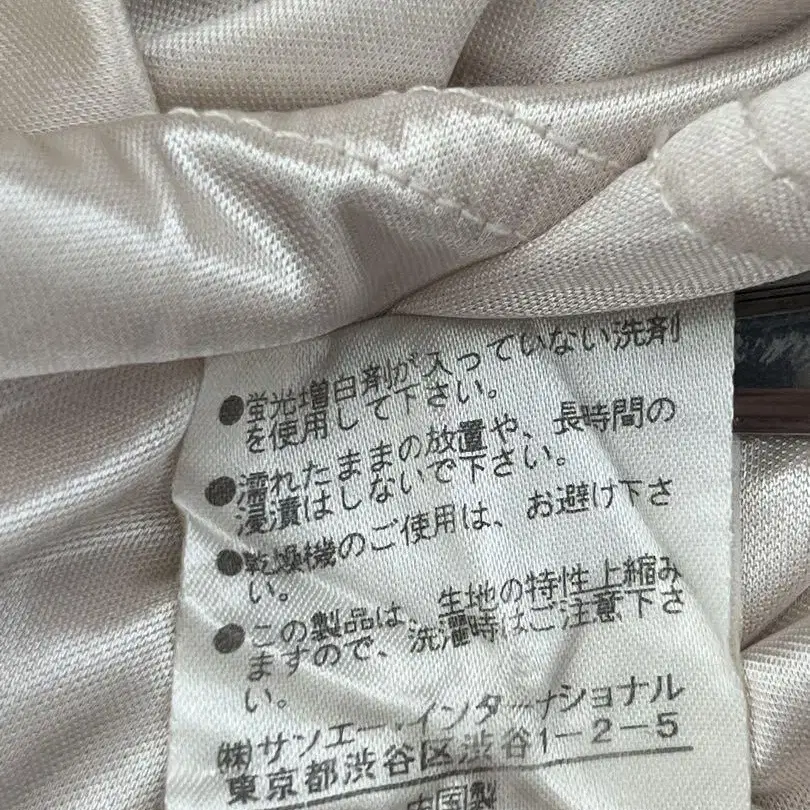 ●蛍光増白剤が入っていない洗剤
を使用して下さい。
●濡れたままの放置や、長時間の
浸漬はしないで下さい。
●乾燥機のご使用は、お避け下さ
い。
●この製品は、生地の特性上縮み
ますので、洗濯時はご注意下さ
い。
㈱サンエー・インターナショナル
東京都渋谷区渋谷1-2-5
中国製